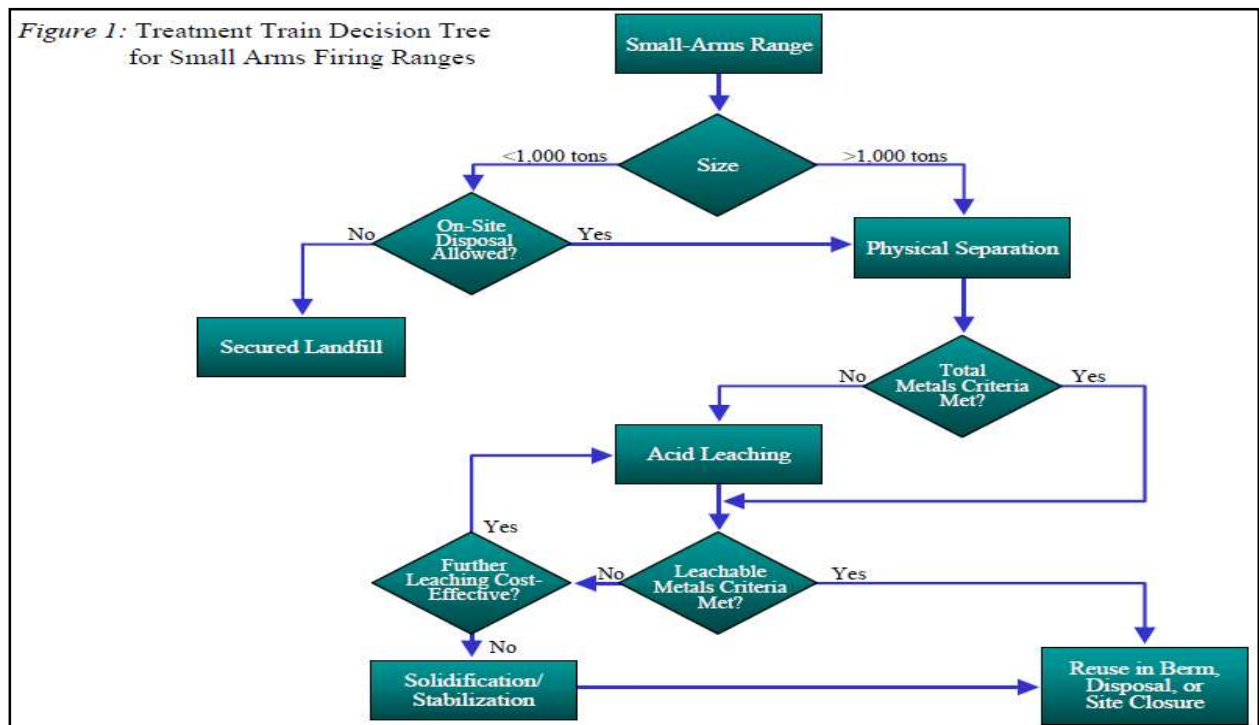 Figure 1: Treatment Train Decision Tree
for Small Arms Firing Ranges
Small-Arms Range
<1,000 tons
Size
>1,000 tons
No
On-Site
Disposal
Allowed?
Yes
Physical Separation
Secured Landfill
No
Total
Metals Criteria
Met?
Yes
Acid Leaching
Yes
Further
Leaching Cost-
Effective?
No
Leachable
Metals Criteria
Met?
Yes
No
Solidification/
Stabilization
Reuse in Berm,
Disposal, or
Site Closure